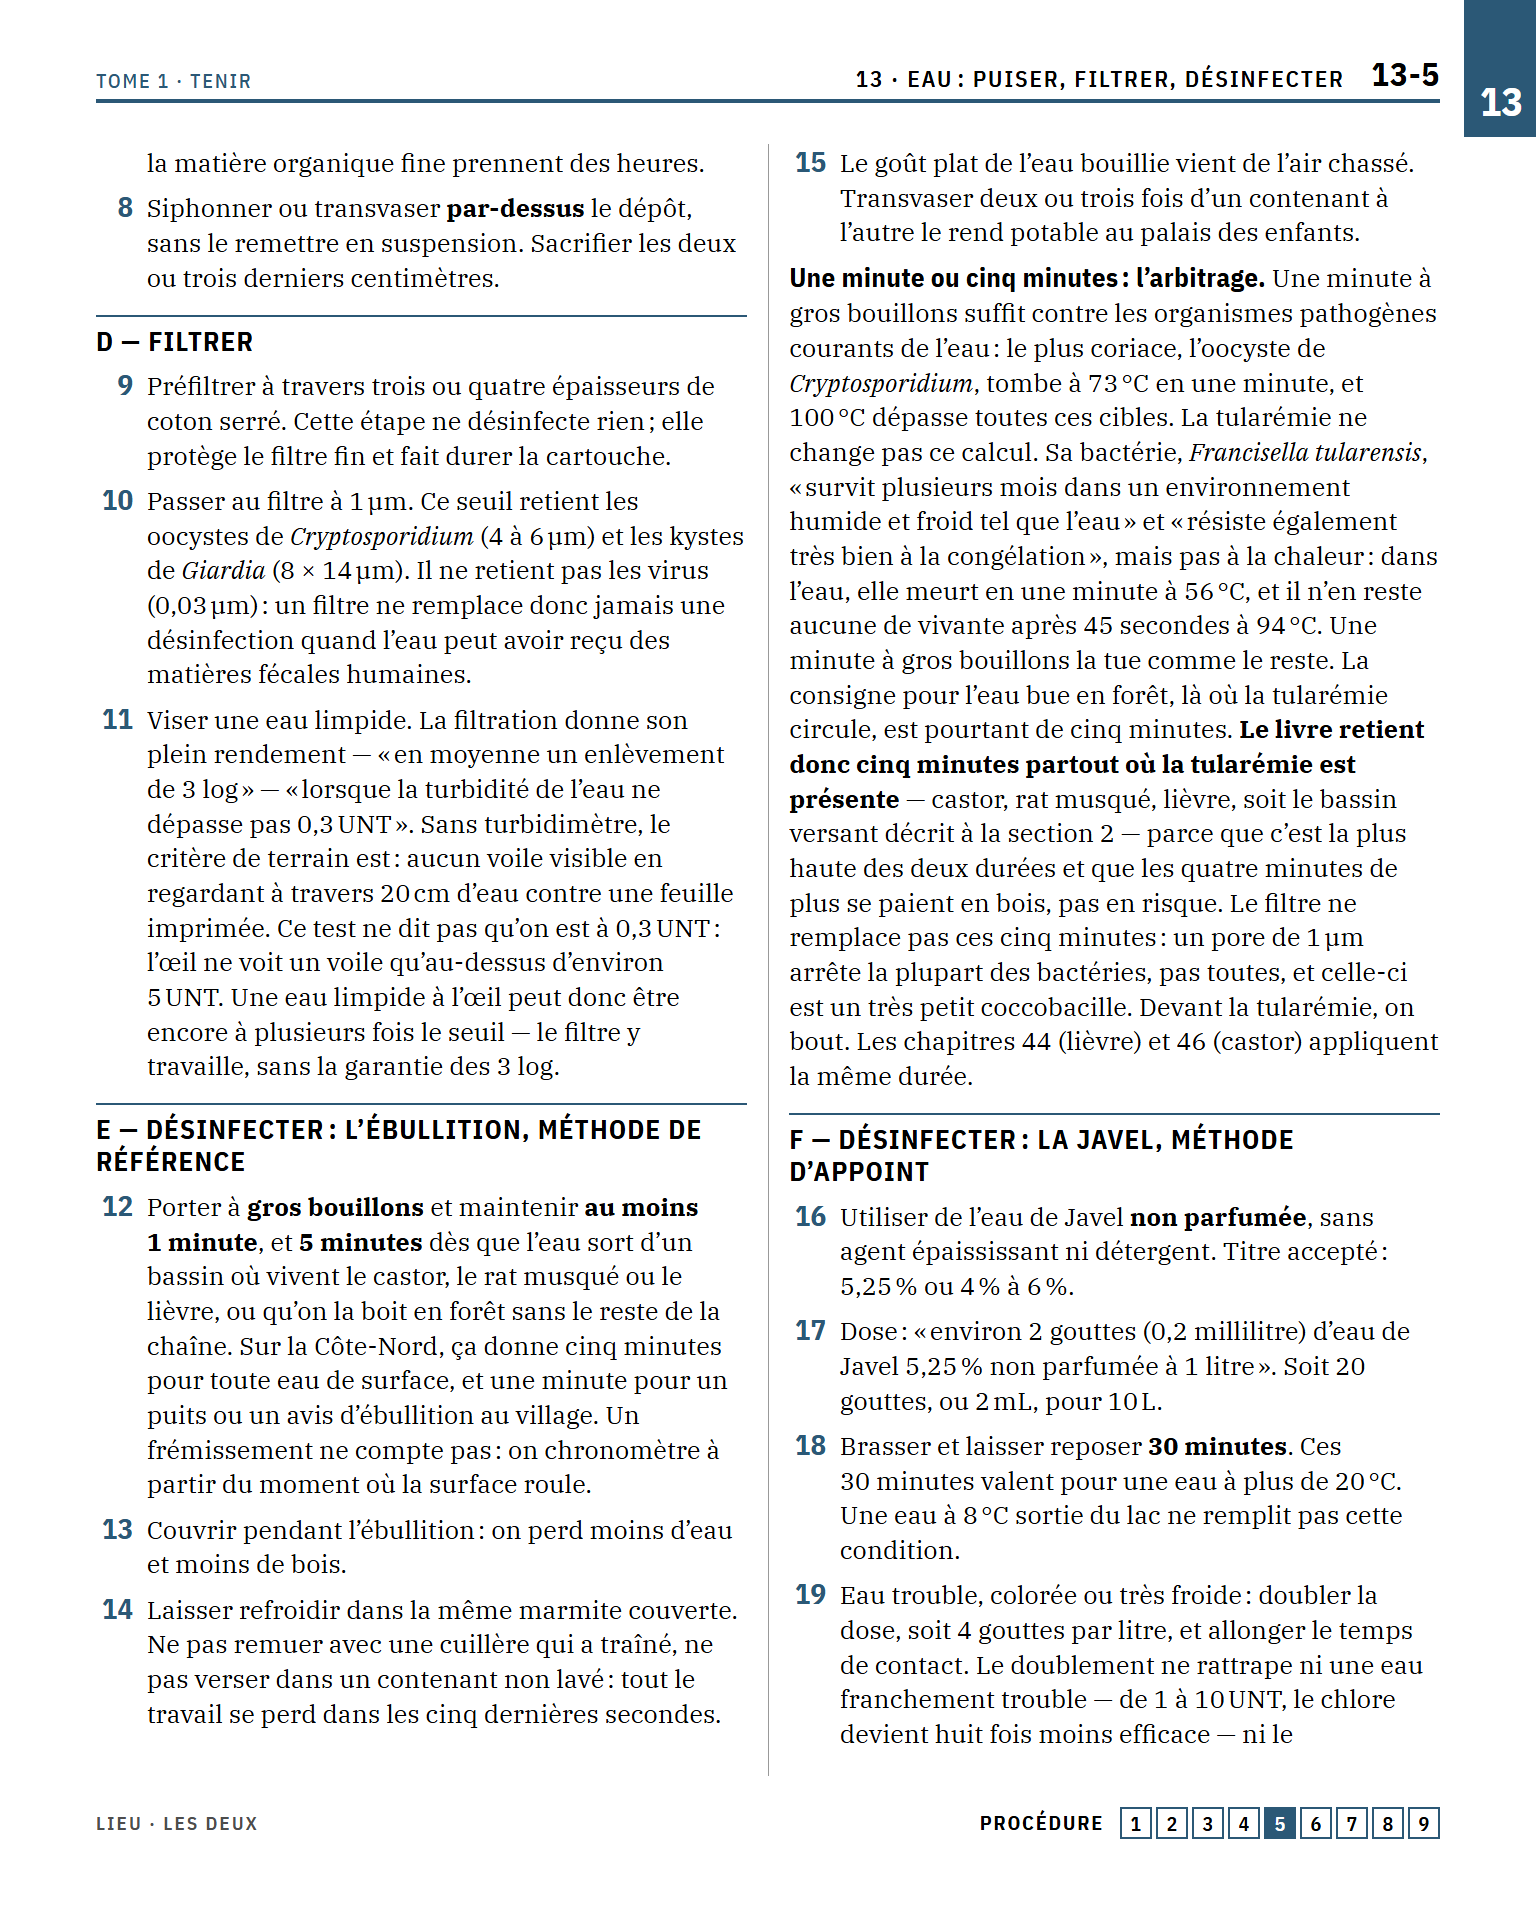 TOME 1 · TENIR
13 · EAU : PUISER, FILTRER, DÉSINFECTER 13-5
13
la matière organique fine prennent des heures.
8 Siphonner ou transvaser par-dessus le dépôt,
sans le remettre en suspension. Sacrifier les deux
ou trois derniers centimètres.
D — FILTRER
9 Préfiltrer à travers trois ou quatre épaisseurs de
coton serré. Cette étape ne désinfecte rien ; elle
protège le filtre fin et fait durer la cartouche.
10 Passer au filtre à 1 µm. Ce seuil retient les
oocystes de Cryptosporidium (4 à 6 µm) et les kystes
de Giardia (8 × 14 µm). Il ne retient pas les virus
(0,03 µm) : un filtre ne remplace donc jamais une
désinfection quand l’eau peut avoir reçu des
matières fécales humaines.
11 Viser une eau limpide. La filtration donne son
plein rendement — « en moyenne un enlèvement
de 3 log » — « lorsque la turbidité de l’eau ne
dépasse pas 0,3 UNT ». Sans turbidimètre, le
critère de terrain est : aucun voile visible en
regardant à travers 20 cm d’eau contre une feuille
imprimée. Ce test ne dit pas qu’on est à 0,3 UNT :
l’œil ne voit un voile qu’au-dessus d’environ
5 UNT. Une eau limpide à l’œil peut donc être
encore à plusieurs fois le seuil — le filtre y
travaille, sans la garantie des 3 log.
E — DÉSINFECTER : L’ÉBULLITION, MÉTHODE DE
RÉFÉRENCE
12 Porter à gros bouillons et maintenir au moins
1 minute, et 5 minutes dès que l’eau sort d’un
bassin où vivent le castor, le rat musqué ou le
lièvre, ou qu’on la boit en forêt sans le reste de la
chaîne. Sur la Côte-Nord, ça donne cinq minutes
pour toute eau de surface, et une minute pour un
puits ou un avis d’ébullition au village. Un
frémissement ne compte pas : on chronomètre à
partir du moment où la surface roule.
13 Couvrir pendant l’ébullition : on perd moins d’eau
et moins de bois.
14 Laisser refroidir dans la même marmite couverte.
Ne pas remuer avec une cuillère qui a traîné, ne
pas verser dans un contenant non lavé : tout le
travail se perd dans les cinq dernières secondes.
15 Le goût plat de l’eau bouillie vient de l’air chassé.
Transvaser deux ou trois fois d’un contenant à
l’autre le rend potable au palais des enfants.
Une minute ou cinq minutes : l’arbitrage. Une minute à
gros bouillons suffit contre les organismes pathogènes
courants de l’eau : le plus coriace, l’oocyste de
Cryptosporidium, tombe à 73 °C en une minute, et
100 °C dépasse toutes ces cibles. La tularémie ne
change pas ce calcul. Sa bactérie, Francisella tularensis,
« survit plusieurs mois dans un environnement
humide et froid tel que l’eau » et « résiste également
très bien à la congélation », mais pas à la chaleur : dans
l’eau, elle meurt en une minute à 56 °C, et il n’en reste
aucune de vivante après 45 secondes à 94 °C. Une
minute à gros bouillons la tue comme le reste. La
consigne pour l’eau bue en forêt, là où la tularémie
circule, est pourtant de cinq minutes. Le livre retient
donc cinq minutes partout où la tularémie est
présente — castor, rat musqué, lièvre, soit le bassin
versant décrit à la section 2 — parce que c’est la plus
haute des deux durées et que les quatre minutes de
plus se paient en bois, pas en risque. Le filtre ne
remplace pas ces cinq minutes : un pore de 1 µm
arrête la plupart des bactéries, pas toutes, et celle-ci
est un très petit coccobacille. Devant la tularémie, on
bout. Les chapitres 44 (lièvre) et 46 (castor) appliquent
la même durée.
F — DÉSINFECTER : LA JAVEL, MÉTHODE
D’APPOINT
16 Utiliser de l’eau de Javel non parfumée, sans
agent épaississant ni détergent. Titre accepté :
5,25 % ou 4 % à 6 %.
17 Dose : « environ 2 gouttes (0,2 millilitre) d’eau de
Javel 5,25 % non parfumée à 1 litre ». Soit 20
gouttes, ou 2 mL, pour 10 L.
18 Brasser et laisser reposer 30 minutes. Ces
30 minutes valent pour une eau à plus de 20 °C.
Une eau à 8 °C sortie du lac ne remplit pas cette
condition.
19 Eau trouble, colorée ou très froide : doubler la
dose, soit 4 gouttes par litre, et allonger le temps
de contact. Le doublement ne rattrape ni une eau
franchement trouble — de 1 à 10 UNT, le chlore
devient huit fois moins efficace — ni le
LIEU · LES DEUX
PROCÉDURE 1 2 3 4 5 6 7 8 9